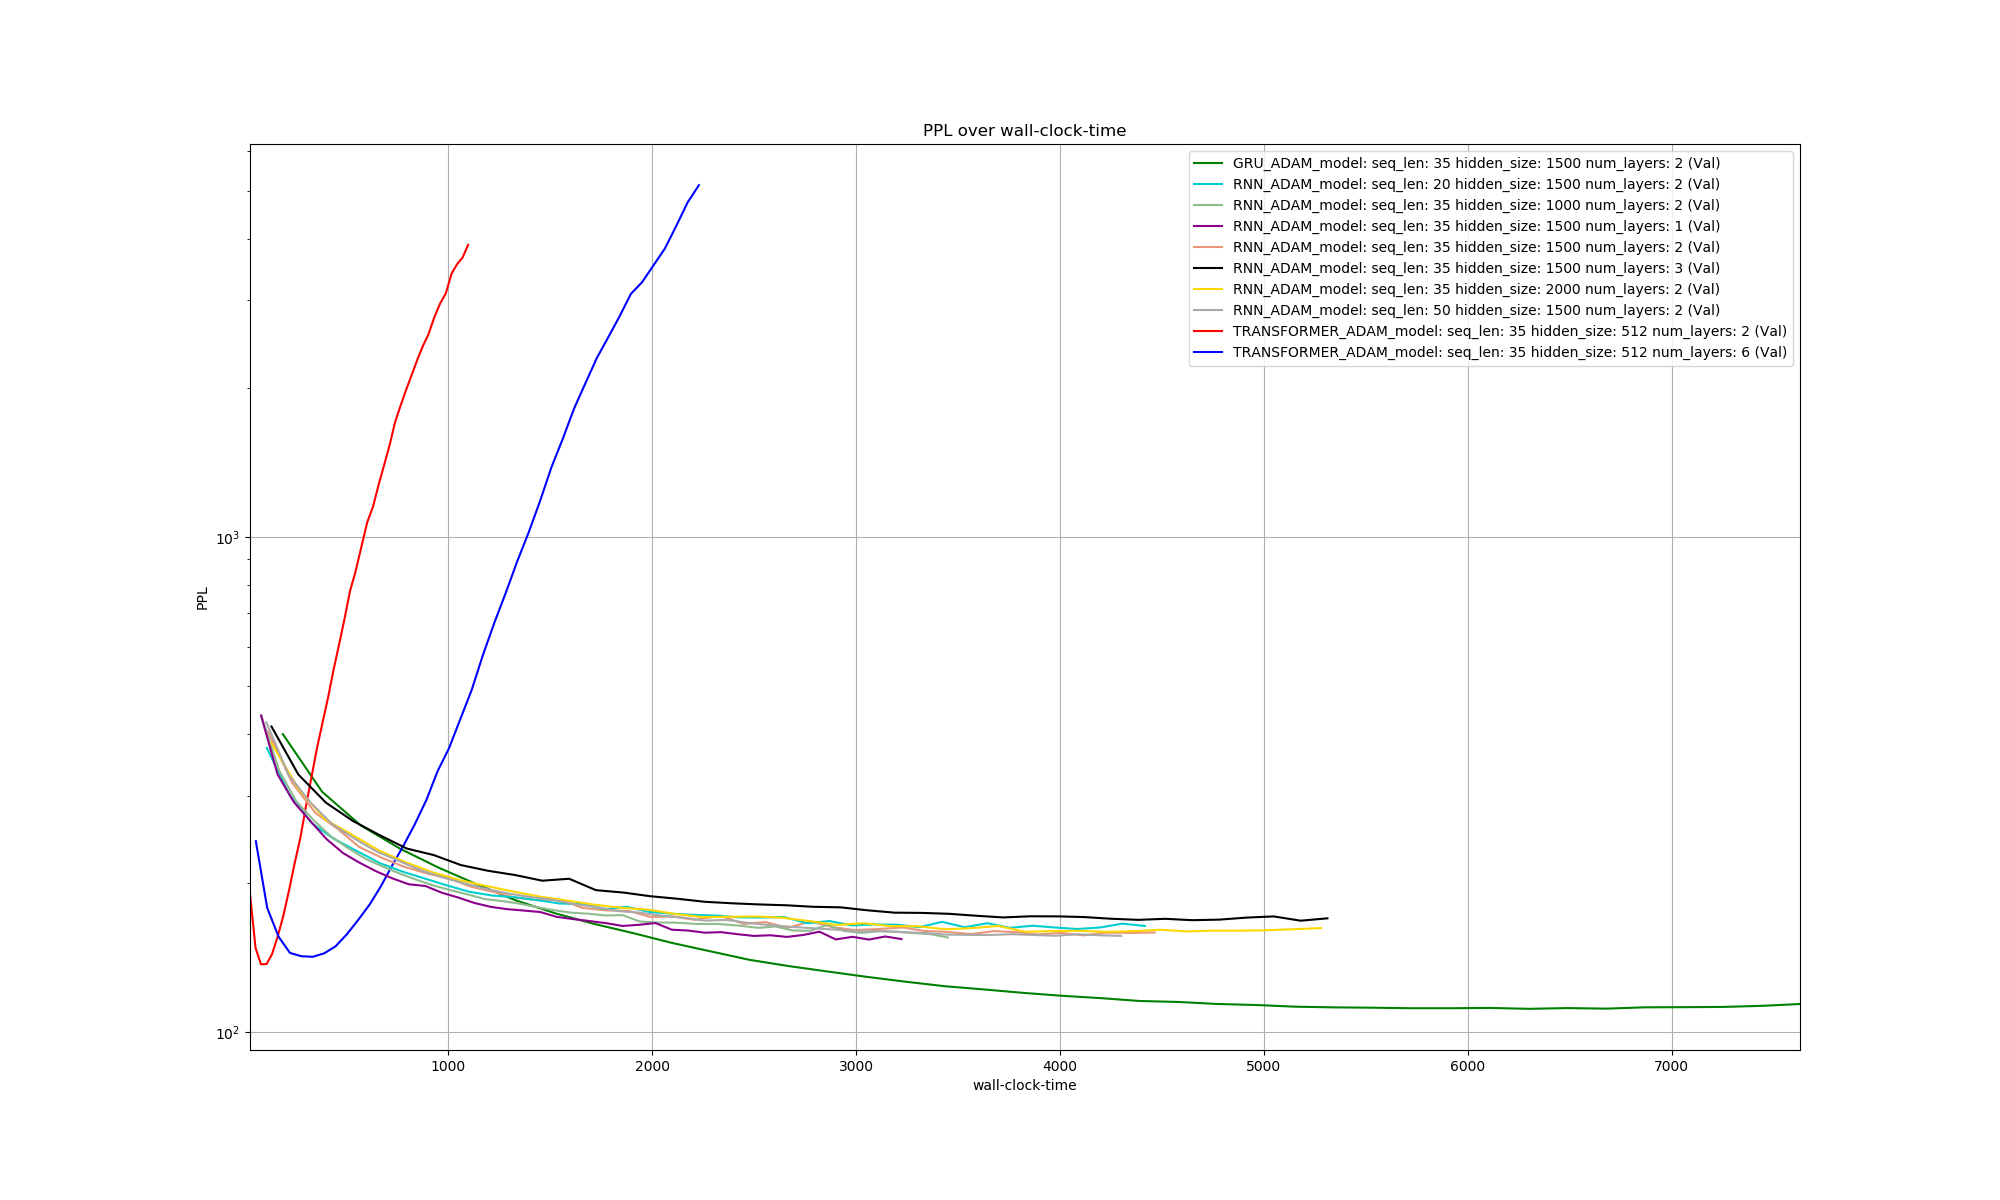 PPL over wall-clock-time
GRU_ADAM_model: seq_len: 35 hidden_size: 1500 num_layers: 2 (Val)
RNN_ADAM_model: seq_len: 20 hidden_size: 1500 num_layers: 2 (Val)
RNN_ADAM_model: seq_len: 35 hidden_size: 1000 num_layers: 2 (Val)
RNN_ADAM_model: seq_len: 35 hidden_size: 1500 num_layers: 1 (Val)
RNN_ADAM_model: seq_len: 35 hidden_size: 1500 num_layers: 2 (Val)
RNN_ADAM_model: seq_len: 35 hidden_size: 1500 num_layers: 3 (Val)
RNN_ADAM_model: seq_len: 35 hidden_size: 2000 num_layers: 2 (Val)
RNN_ADAM_model: seq_len: 50 hidden_size: 1500 num_layers: 2 (Val)
TRANSFORMER_ADAM_model: seq_len: 35 hidden_size: 512 num_layers: 2 (Val)
TRANSFORMER_ADAM_model: seq_len: 35 hidden_size: 512 num_layers: 6 (Val)
10³
PPL
10²
1000 2000 3000 4000 5000 6000 7000
wall-clock-time